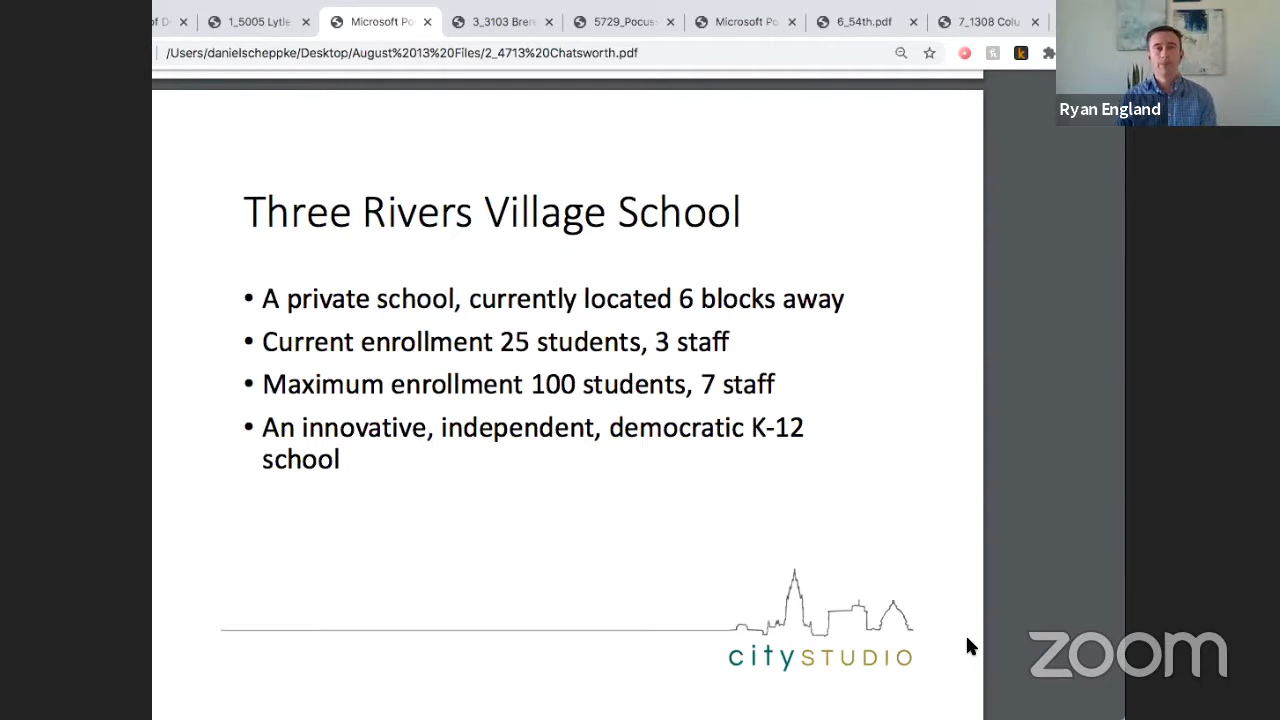 of D
1_5005 Lytle
Microsoft Po
3_3103 Bren
5729_Pocus
Microsoft Po
6_54th.pdf
7_1308 Colu
/Users/danielscheppke/Desktop/August%2013%20Files/2_4713%20Chatsworth.pdf
k
Ryan England
Three Rivers Village School
• A private school, currently located 6 blocks away
• Current enrollment 25 students, 3 staff
• Maximum enrollment 100 students, 7 staff
• An innovative, independent, democratic K-12
school
citySTUDIO
zoom